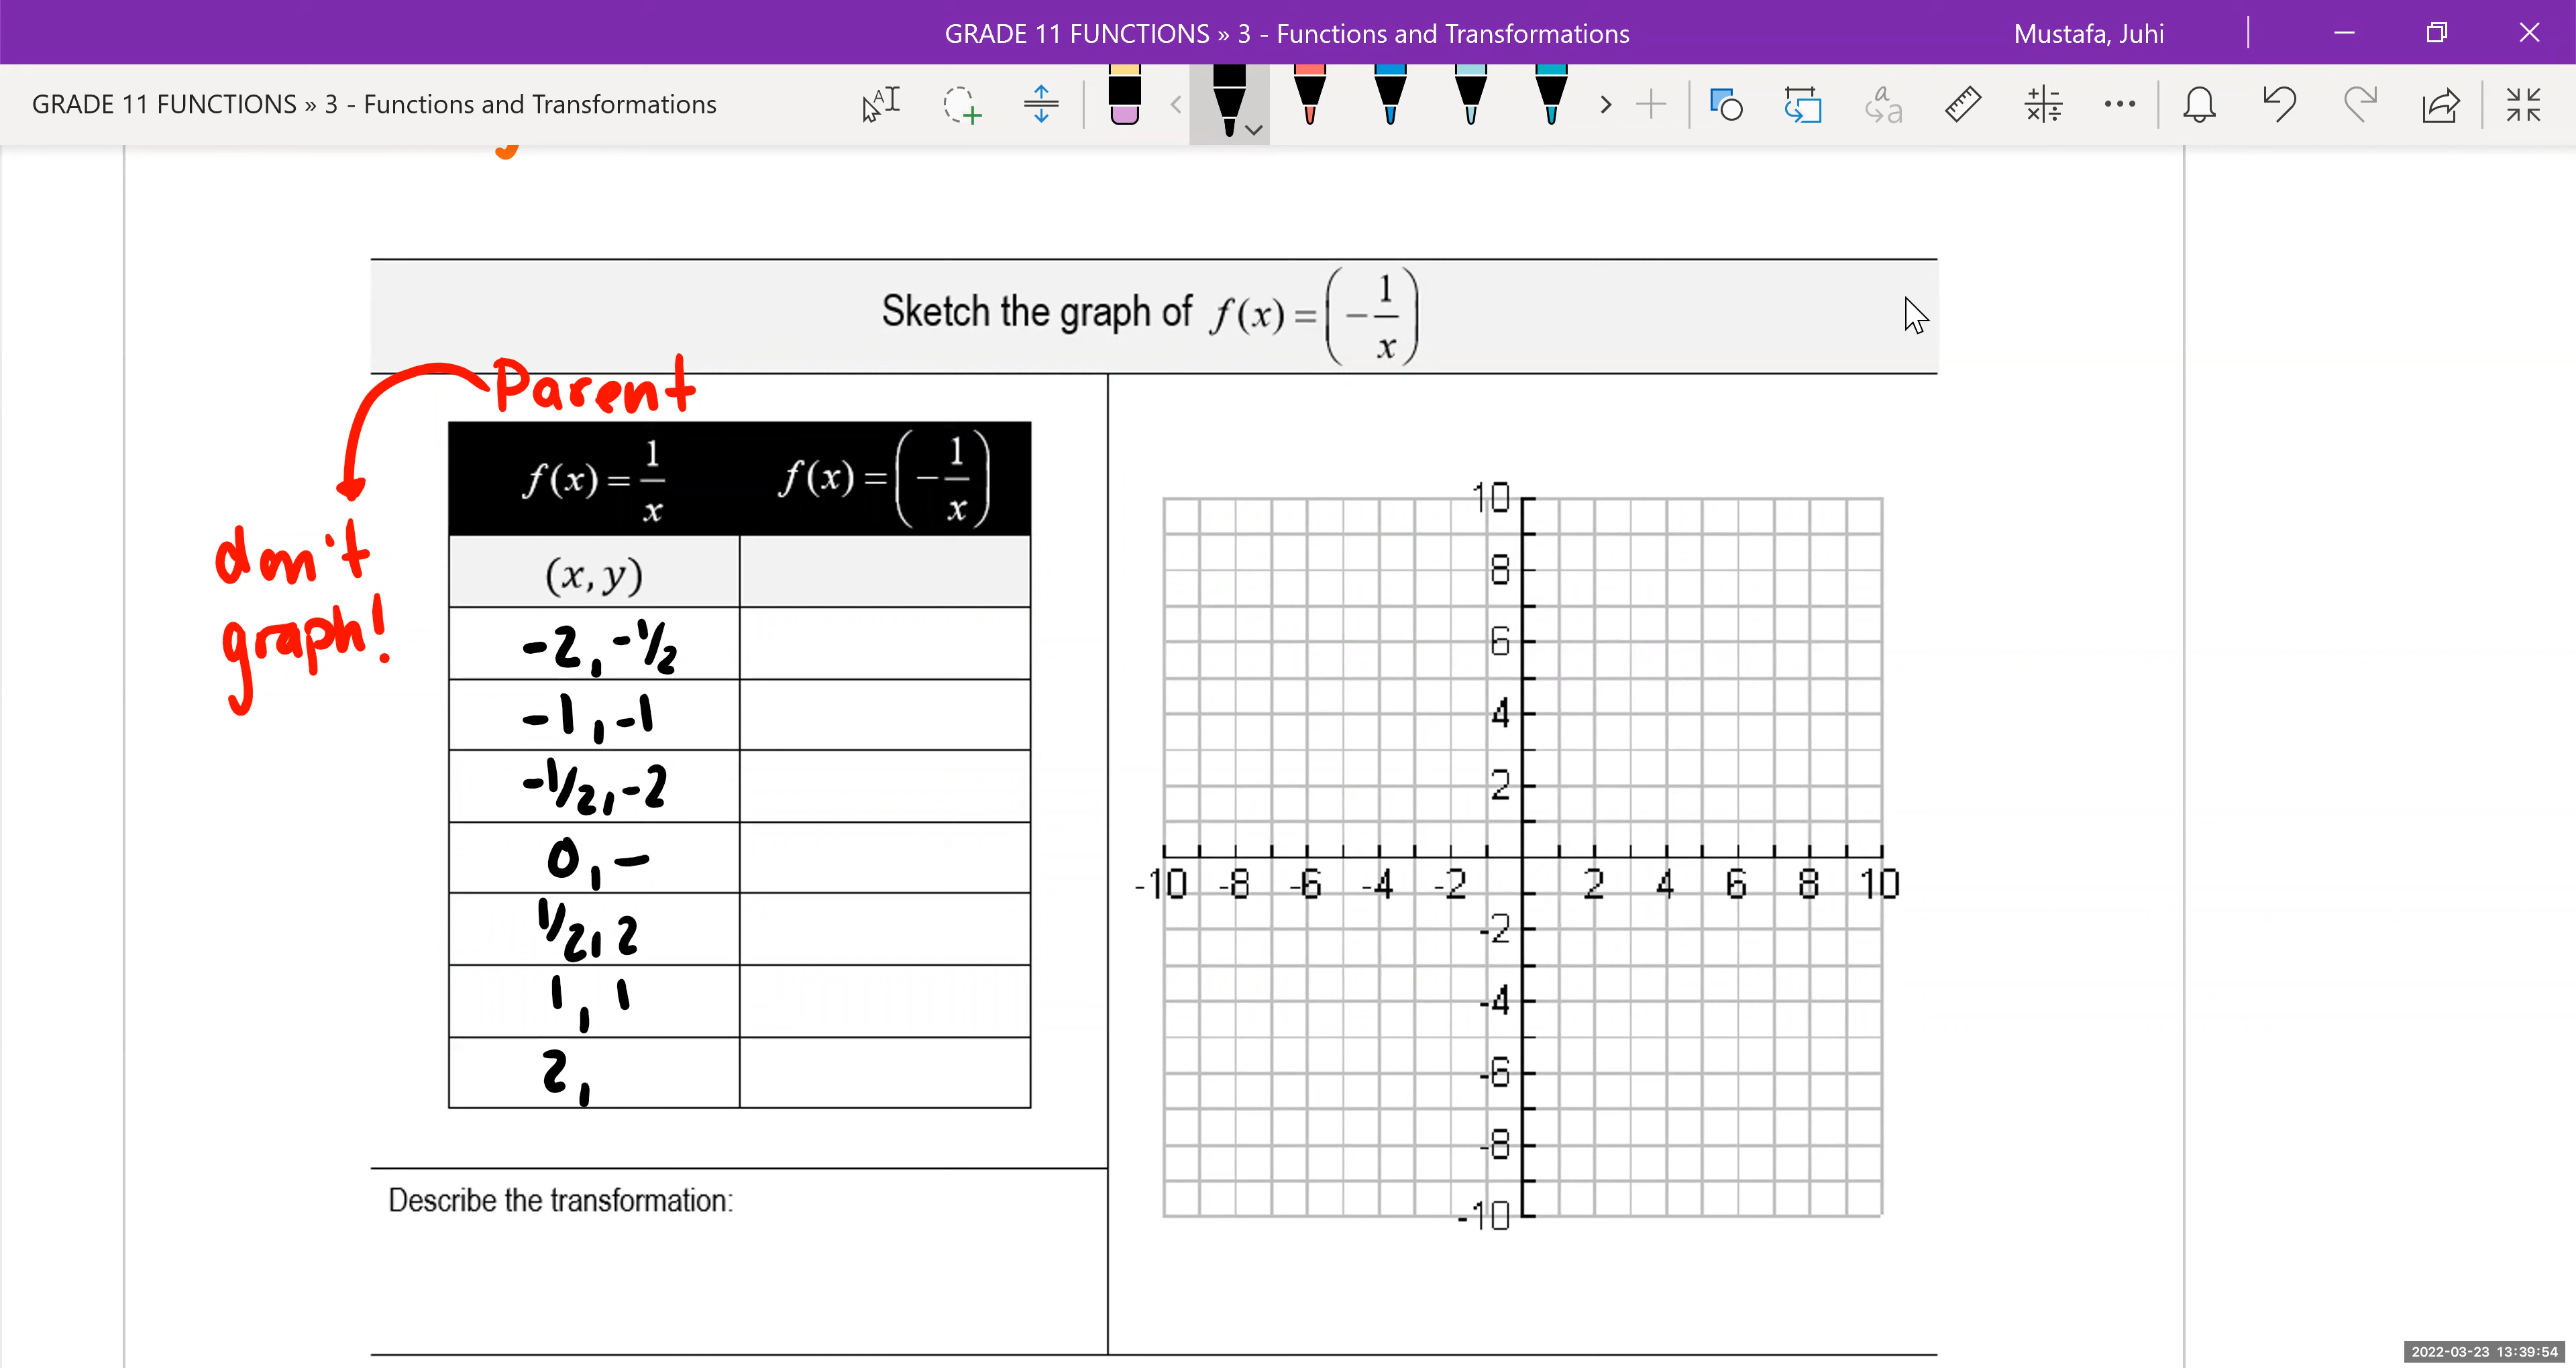 GRADE 11 FUNCTIONS » 3 - Functions and Transformations
Mustafa, Juhi
GRADE 11 FUNCTIONS » 3 - Functions and Transformations
Sketch the graph of f(x) = (-1/x)
Parent
don't
graph!
f(x) = 1/x
f(x) = (-1/x)
(x, y)
-2, -1/2
-1, -1
-1/2, -2
0, -
1/2, 2
1, 1
2,
Describe the transformation:
10
8
6
4
2
-10 -8 -6 -4 -2 2 4 6 8 10
-2
-4
-6
-8
-10
2022-03-23 13:39:54